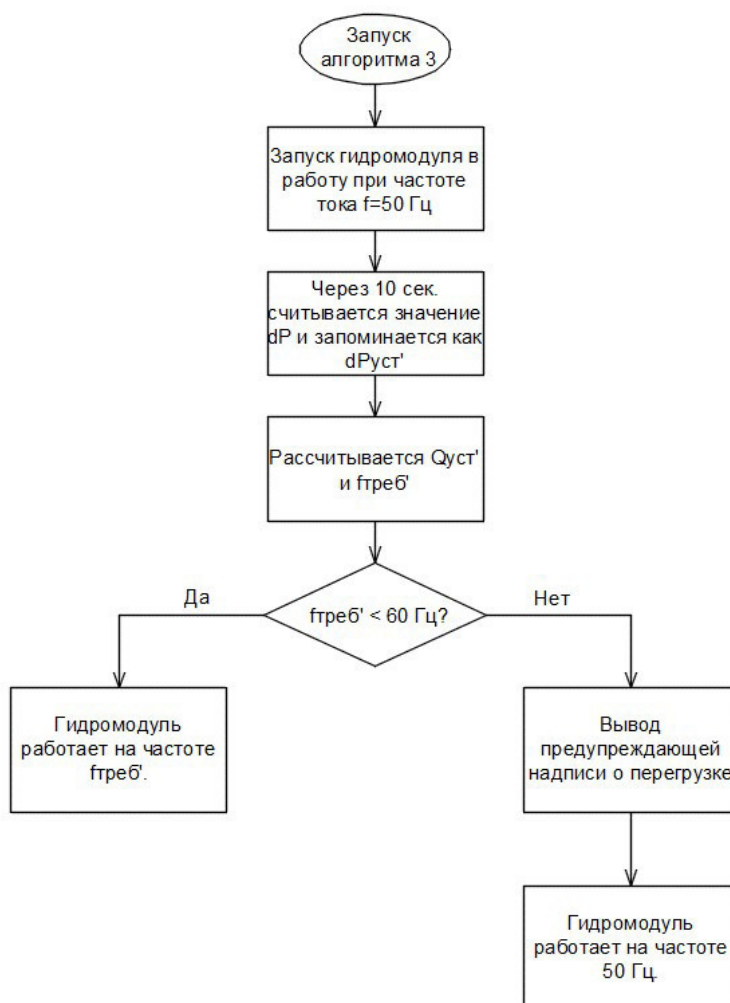 Запуск
алгоритма 3
Запуск гидромодуля в
работу при частоте
тока f=50 Гц
Через 10 сек.
считывается значение
dP и запоминается как
dPуст'
Рассчитывается Qуст'
и fтреб'
fтреб' < 60 Гц?
Да
Нет
Гидромодуль
работает на частоте
fтреб'.
Вывод
предупреждающей
надписи о перегрузке
Гидромодуль
работает на частоте
50 Гц.